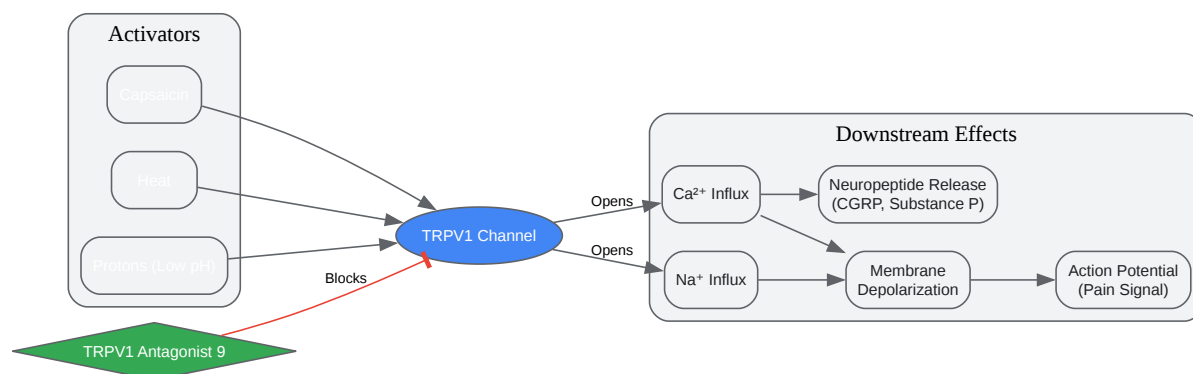 Activators
Capsaicin
Heat
Protons (Low pH)
TRPV1 Antagonist 9
Blocks
TRPV1 Channel
Opens
Opens
Downstream Effects
Ca²⁺ Influx
Neuropeptide Release
(CGRP, Substance P)
Na⁺ Influx
Membrane
Depolarization
Action Potential
(Pain Signal)